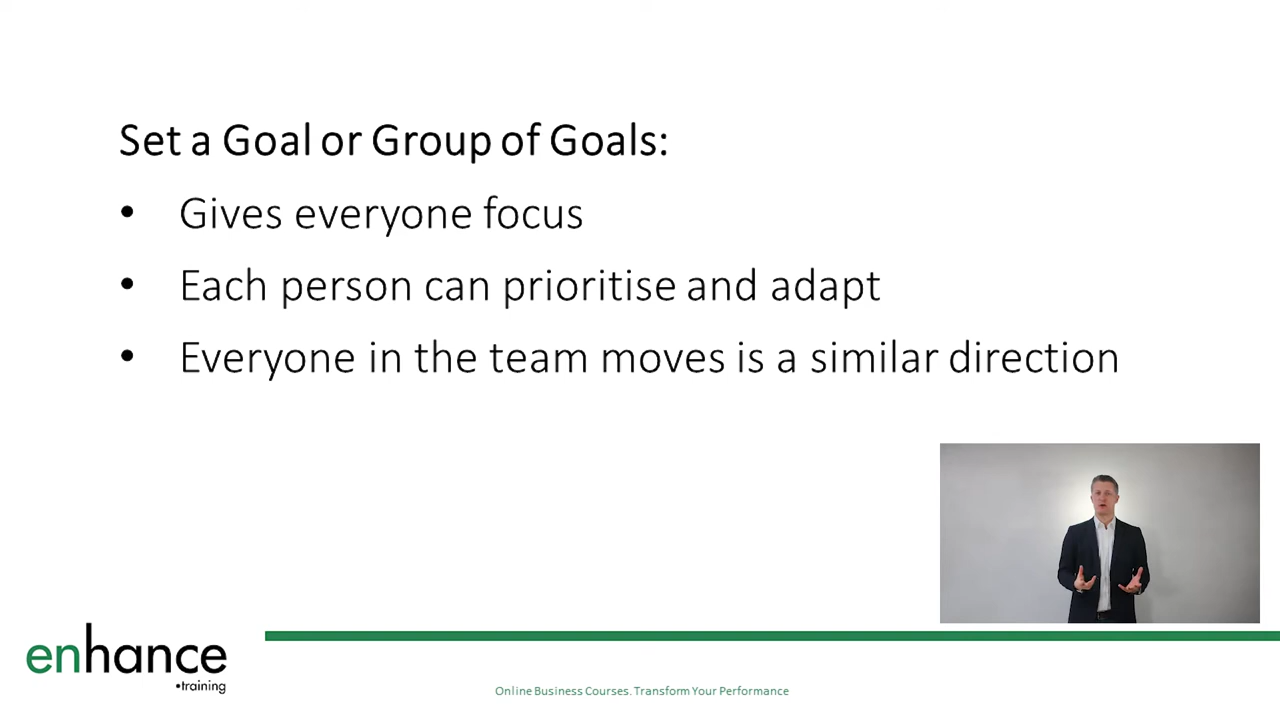 Set a Goal or Group of Goals:
• Gives everyone focus
• Each person can prioritise and adapt
• Everyone in the team moves is a similar direction
enhance
•training
Online Business Courses. Transform Your Performance